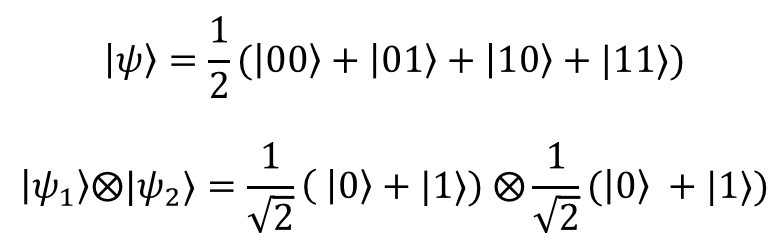 |ψ⟩ = 1/2 (|00⟩ + |01⟩ + |10⟩ + |11⟩)
|ψ₁⟩⊗|ψ₂⟩ = 1/√2 ( |0⟩ + |1⟩) ⊗ 1/√2 (|0⟩ + |1⟩)